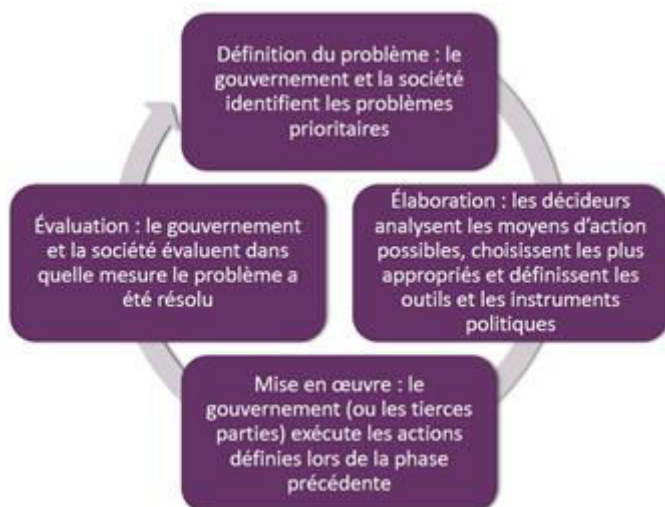 Définition du problème : le
gouvernement et la société
identifient les problèmes
prioritaires
Élaboration : les décideurs
analysent les moyens d'action
possibles, choisissent les plus
appropriés et définissent les
outils et les instruments
politiques
Mise en œuvre : le
gouvernement (ou les tierces
parties) exécute les actions
définies lors de la phase
précédente
Évaluation : le gouvernement
et la société évaluent dans
quelle mesure le problème a
été résolu